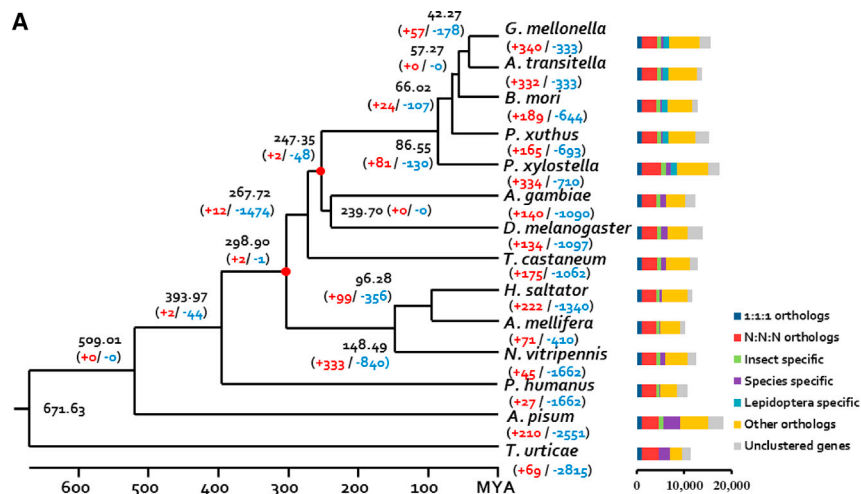 A
42.27
(+57/-178)
G. mellonella
(+340/-333)
57.27
(+0/-0)
A. transitella
(+332/-333)
66.02
(+24/-107)
B. mori
(+189/-644)
P. xuthus
(+165/-693)
247.35
(+2/-48)
86.55
(+81/-130)
P. xylostella
(+334/-710)
267.72
(+12/-1474)
A. gambiae
(+140/-1090)
239.70 (+0/-0)
D. melanogaster
(+134/-1097)
298.90
(+2/-1)
T. castaneum
(+175/-1062)
96.28
(+99/-356)
H. saltator
(+222/-1340)
393.97
(+2/-44)
A. mellifera
(+71/-410)
148.49
(+333/-840)
N. vitripennis
(+45/-1662)
509.01
(+0/-0)
P. humanus
(+27/-1662)
671.63
A. pisum
(+210/-2551)
T. urticae
(+69/-2815)
600 500 400 300 200 100 MYA
1:1:1 orthologs
N:N:N orthologs
Insect specific
Species specific
Lepidoptera specific
Other orthologs
Unclustered genes
0 10,000 20,000